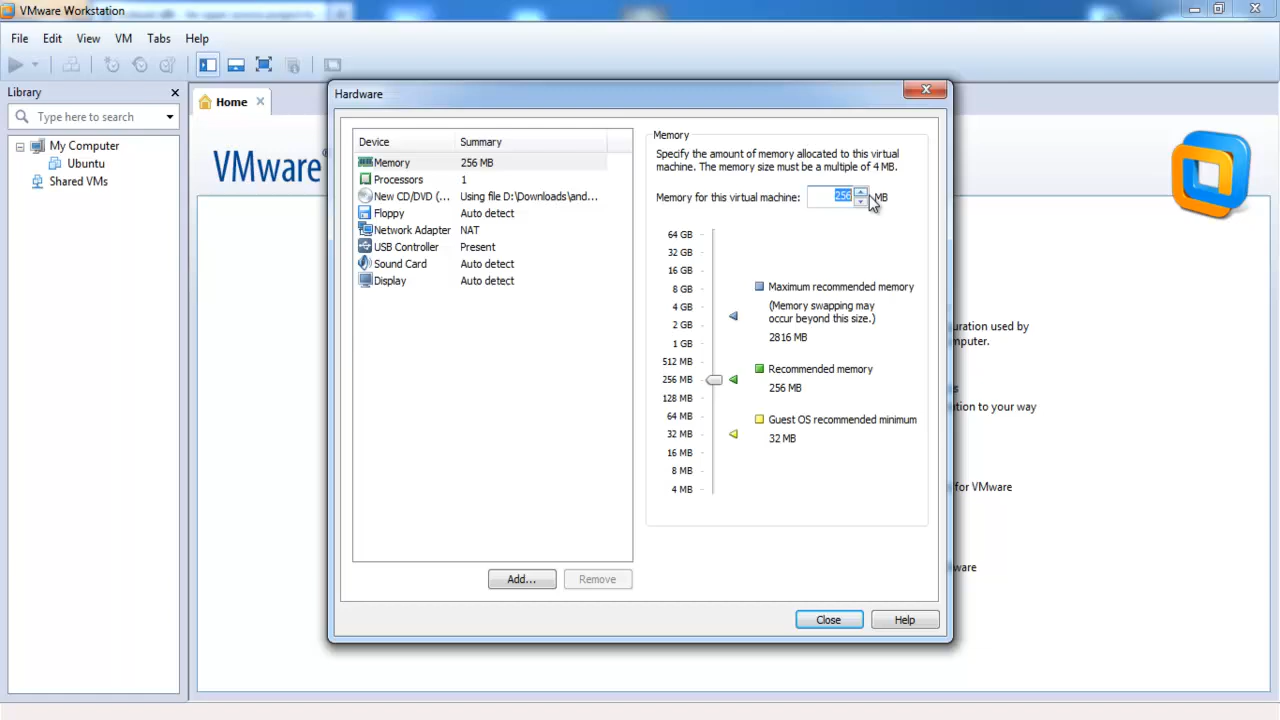 VMware Workstation
File Edit View VM Tabs Help
Library
Home
Type here to search
My Computer
Ubuntu
Shared VMs
VMware
Hardware
Device Summary
Memory 256 MB
Processors 1
New CD/DVD (... Using file D:\Downloads\and...
Floppy Auto detect
Network Adapter NAT
USB Controller Present
Sound Card Auto detect
Display Auto detect
Add... Remove
Memory
Specify the amount of memory allocated to this virtual
machine. The memory size must be a multiple of 4 MB.
Memory for this virtual machine: 256 MB
64 GB
32 GB
16 GB
8 GB
4 GB
2 GB
1 GB
512 MB
256 MB
128 MB
64 MB
32 MB
16 MB
8 MB
4 MB
Maximum recommended memory
(Memory swapping may
occur beyond this size.)
2816 MB
Recommended memory
256 MB
Guest OS recommended minimum
32 MB
Close Help
used by
to your way
for VMware